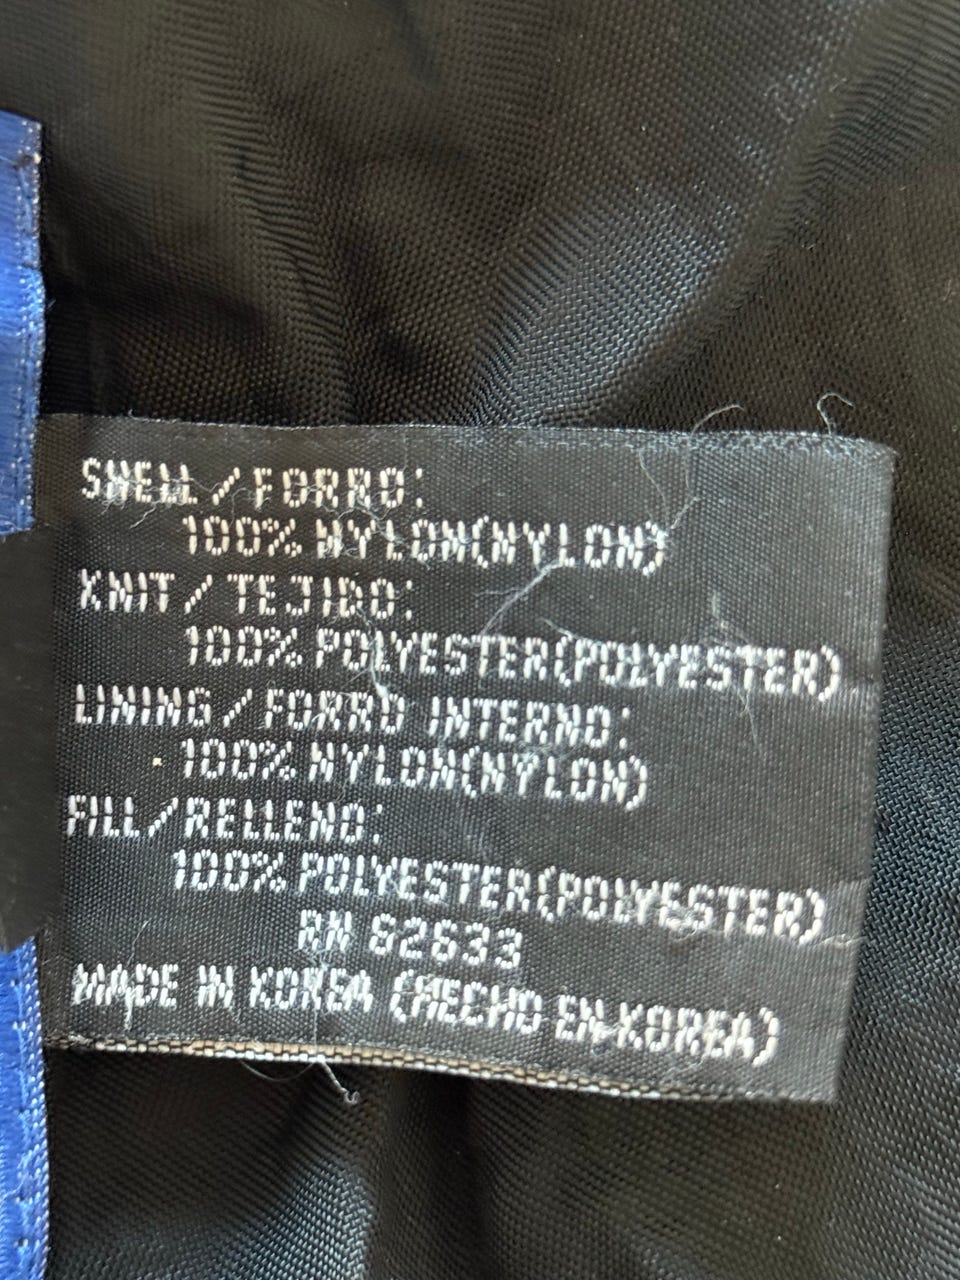 SHELL/FORRO:
100% NYLON(NYLON)
KNIT/TEJIDO:
100% POLYESTER(POLYESTER)
LINING/FORRO INTERNO:
100% NYLON(NYLON)
FILL/RELLENO:
100% POLYESTER(POLYESTER)
RN 62633
MADE IN KOREA (HECHO EN KOREA)